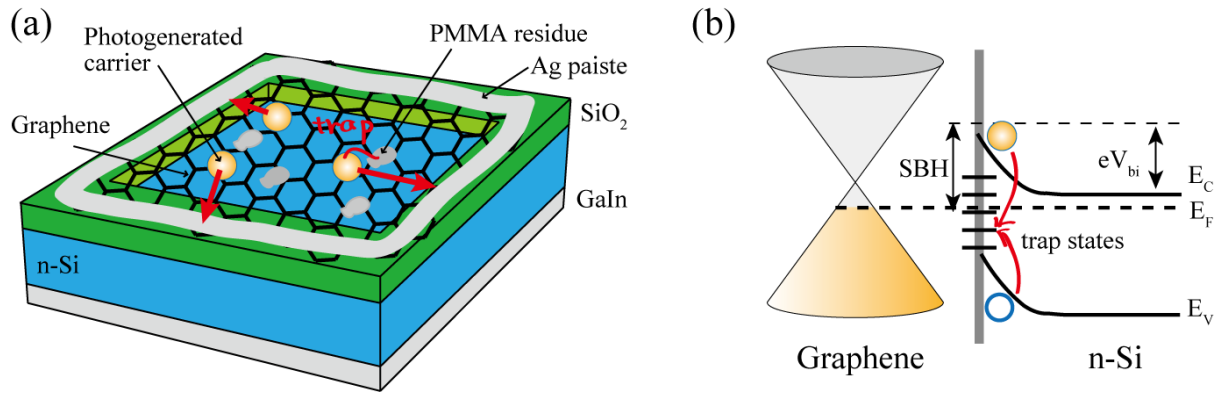 (a)
Photogenerated
carrier
PMMA residue
Ag paiste
SiO2
Graphene
trap
GaIn
n-Si
(b)
SBH
eVbi
EC
EF
trap states
EV
Graphene
n-Si